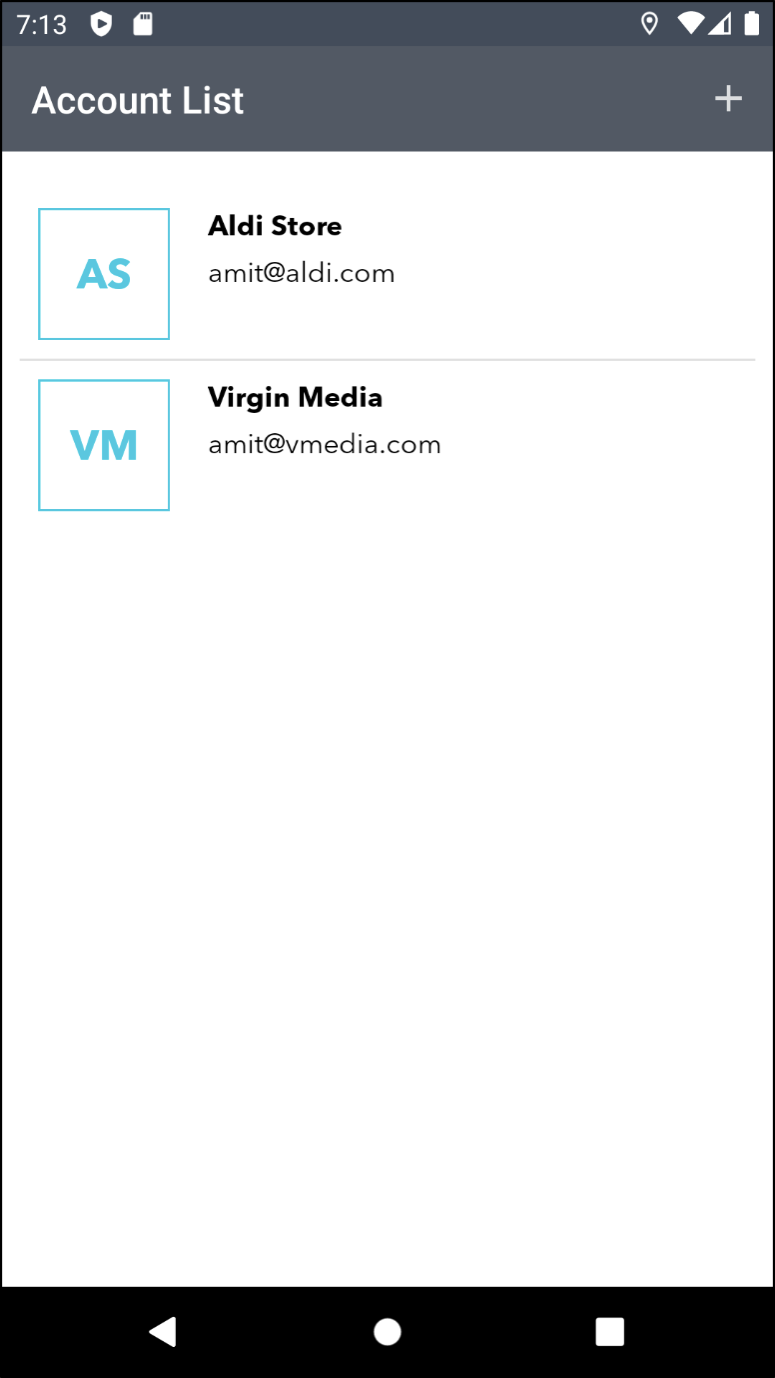 7:13
Account List
AS
Aldi Store
amit@aldi.com
VM
Virgin Media
amit@vmedia.com